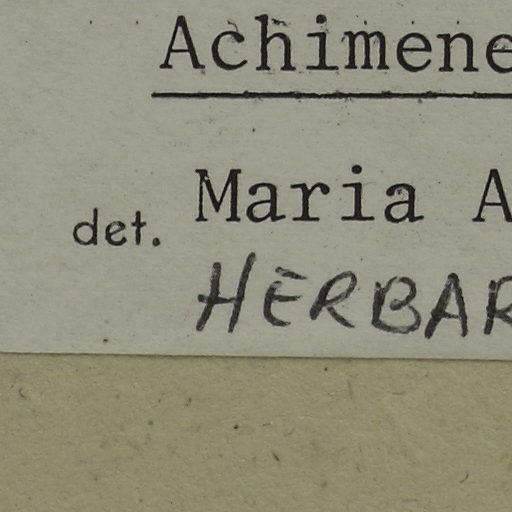 Achimene
det. Maria A
HERBAR